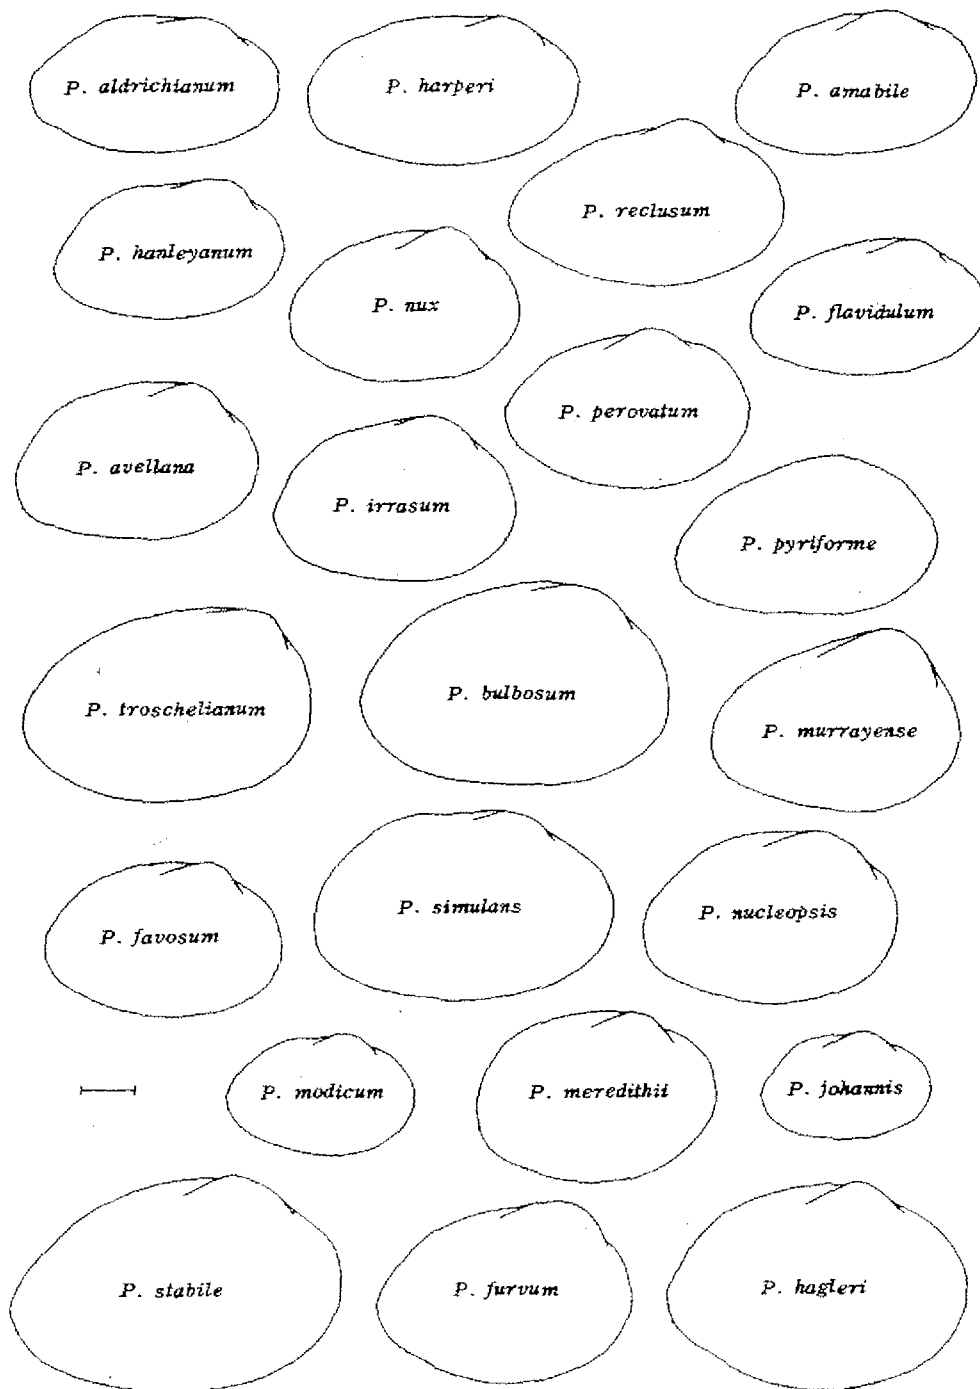 P. aldrichianum
P. harperi
P. amabile
P. reclusum
P. hanleyanum
P. nux
P. flavidulum
P. perovatum
P. avellana
P. irrasum
P. pyriforme
P. troschelianum
P. bulbosum
P. murrayense
P. simulans
P. nucleopsis
P. favosum
P. modicum
P. meredithii
P. johannis
P. stabile
P. furvum
P. hagleri